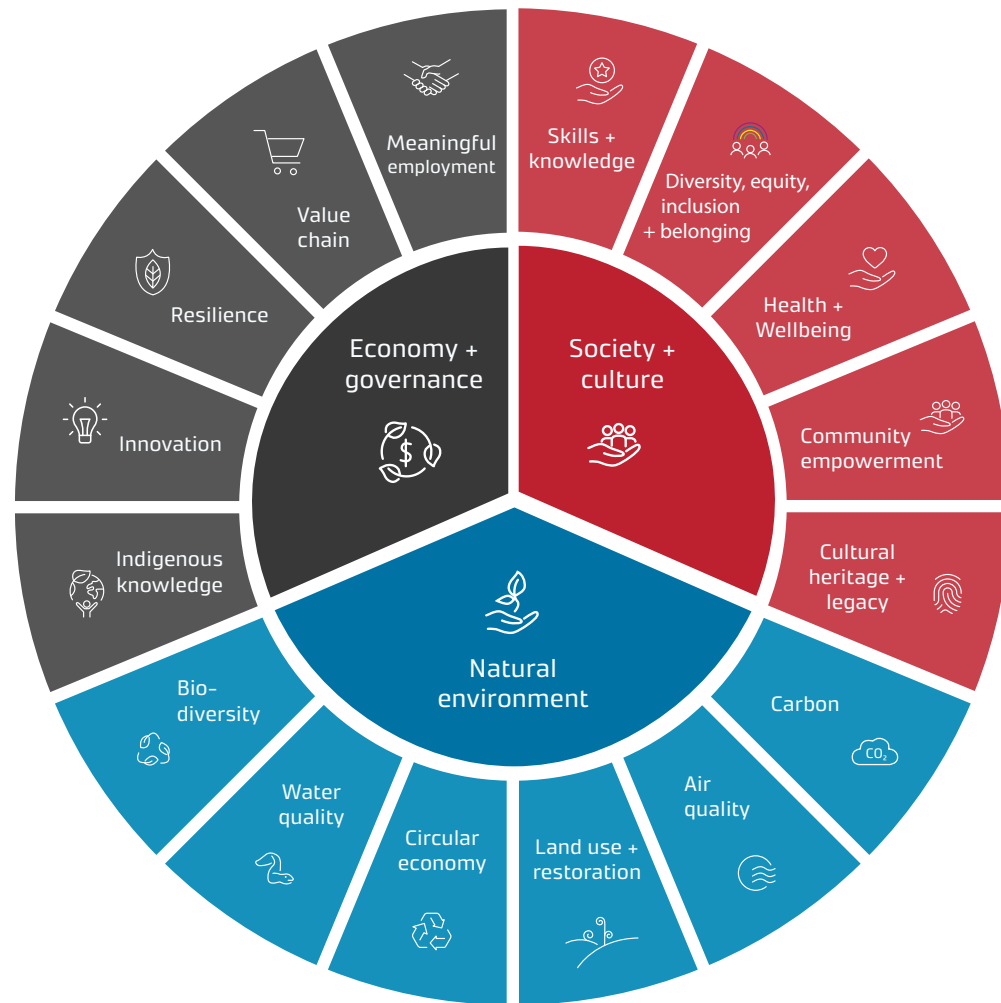 Meaningful
employment
Skills +
knowledge
Diversity, equity,
inclusion
+ belonging
Value
chain
Health +
Wellbeing
Resilience
Economy +
governance
$
Society +
culture
Innovation
Community
empowerment
Indigenous
knowledge
Cultural
heritage +
legacy
Natural
environment
Bio-
diversity
Carbon
CO₂
Water
quality
Air
quality
Circular
economy
Land use +
restoration